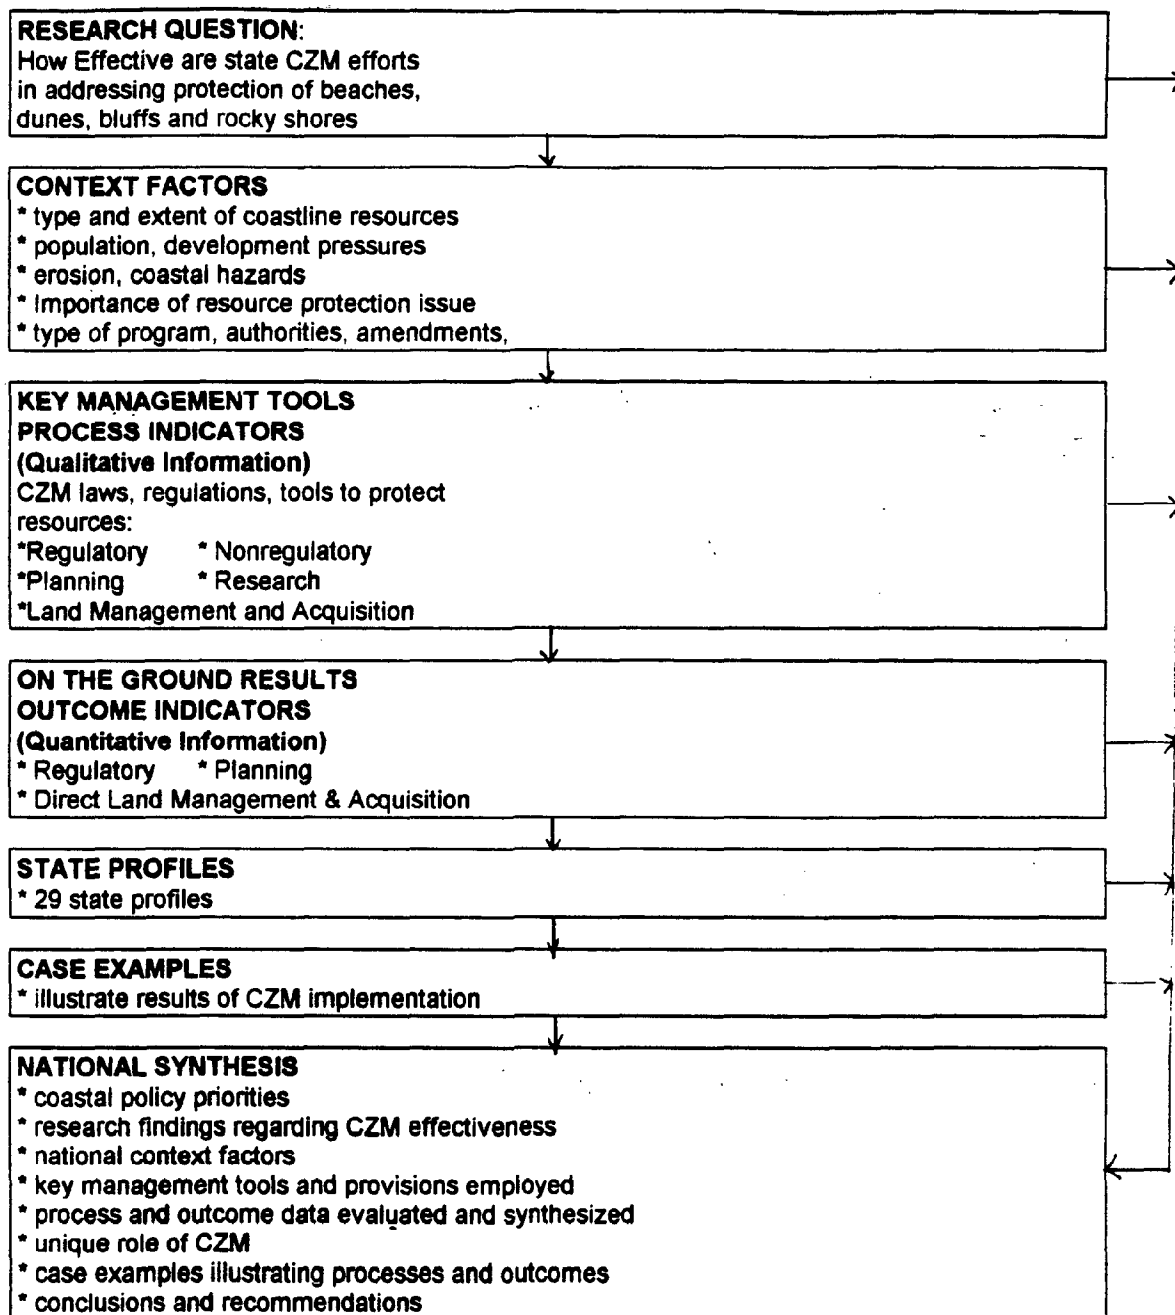 RESEARCH QUESTION:
How Effective are state CZM efforts
in addressing protection of beaches,
dunes, bluffs and rocky shores
CONTEXT FACTORS
* type and extent of coastline resources
* population, development pressures
* erosion, coastal hazards
* Importance of resource protection issue
* type of program, authorities, amendments,
KEY MANAGEMENT TOOLS
PROCESS INDICATORS
(Qualitative Information)
CZM laws, regulations, tools to protect
resources:
*Regulatory * Nonregulatory
*Planning * Research
*Land Management and Acquisition
ON THE GROUND RESULTS
OUTCOME INDICATORS
(Quantitative Information)
* Regulatory * Planning
* Direct Land Management & Acquisition
STATE PROFILES
* 29 state profiles
CASE EXAMPLES
* illustrate results of CZM implementation
NATIONAL SYNTHESIS
* coastal policy priorities
* research findings regarding CZM effectiveness
* national context factors
* key management tools and provisions employed
* process and outcome data evaluated and synthesized
* unique role of CZM
* case examples illustrating processes and outcomes
* conclusions and recommendations